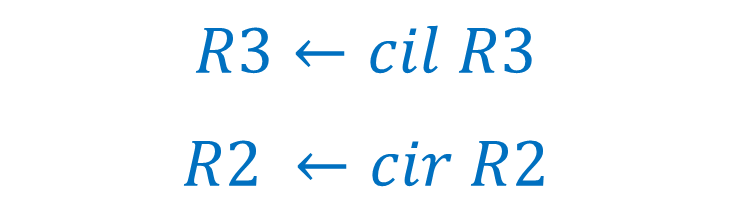 R3 ← cil R3
R2 ← cir R2